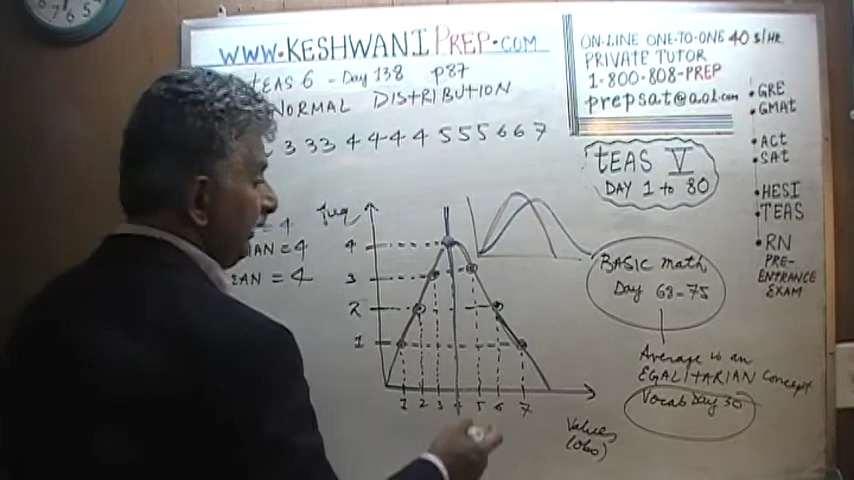 WWW.KESHWANIPREP.COM
TEAS 6 - Day 138 p87
NORMAL DISTRIBUTION
3 3 3 4 4 4 4 5 5 5 6 6 7
= 4
IAN = 4
EAN = 4
4
3
2
1
1 2 3 4 5 6 7
Values
(Obs)
ON-LINE ONE-TO-ONE 40 $/HR
PRIVATE TUTOR
1-800-808-PREP
prepsat@aol.com
TEAS V
DAY 1 to 80
BASIC math
Day 68-75
Average is an
EGALITARIAN Concept
Vocab Day 50
GRE
GMAT
ACT
SAT
HESI
TEAS
RN
PRE-
ENTRANCE
EXAM
7 6 5